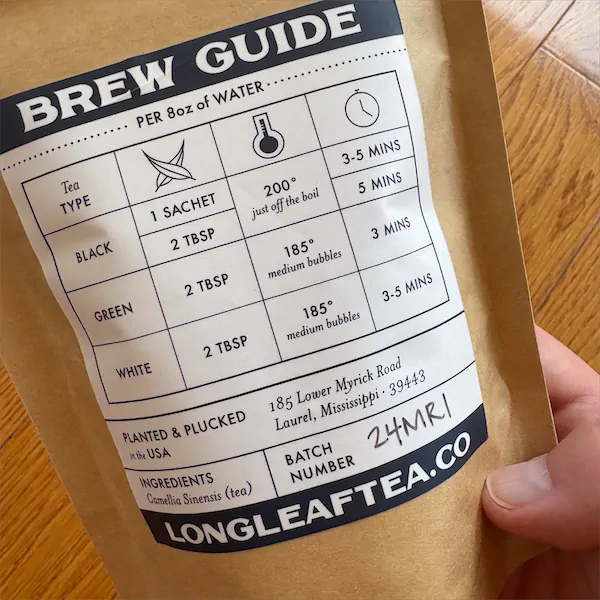 BREW GUIDE
PER 8oz of WATER
Tea
TYPE
BLACK
1 SACHET
2 TBSP
200°
just off the boil
3-5 MINS
5 MINS
GREEN
2 TBSP
185°
medium bubbles
3 MINS
WHITE
2 TBSP
185°
medium bubbles
3-5 MINS
PLANTED & PLUCKED
in the USA
185 Lower Myrick Road
Laurel, Mississippi · 39443
INGREDIENTS
Camellia Sinensis (tea)
BATCH
NUMBER
24MR1
LONGLEAFTEA.CO